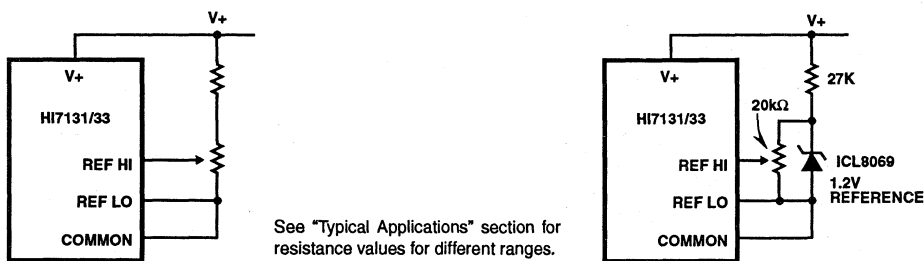 V+
V+
HI7131/33
REF HI
REF LO
COMMON
See "Typical Applications" section for
resistance values for different ranges.
V+
V+
HI7131/33
REF HI
REF LO
COMMON
27K
20kΩ
ICL8069
1.2V
REFERENCE